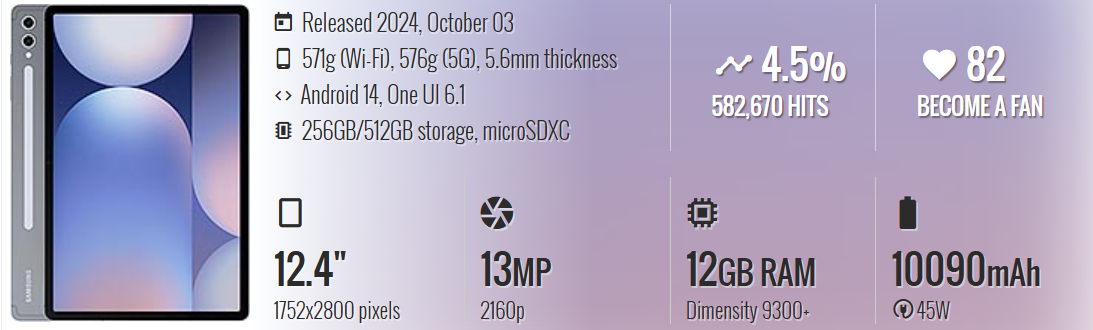 Released 2024, October 03
571g (Wi-Fi), 576g (5G), 5.6mm thickness
Android 14, One UI 6.1
256GB/512GB storage, microSDXC
4.5%
582,670 HITS
82
BECOME A FAN
12.4"
1752x2800 pixels
13MP
2160p
12GB RAM
Dimensity 9300+
10090mAh
45W
SAMSUNG